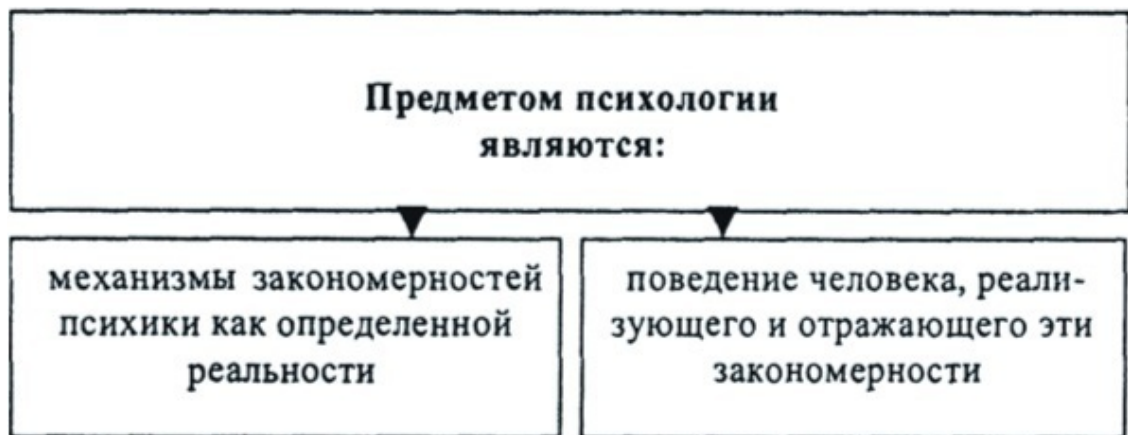 Предметом психологии
являются:
механизмы закономерностей
психики как определенной
реальности
поведение человека, реали-
зующего и отражающего эти
закономерности